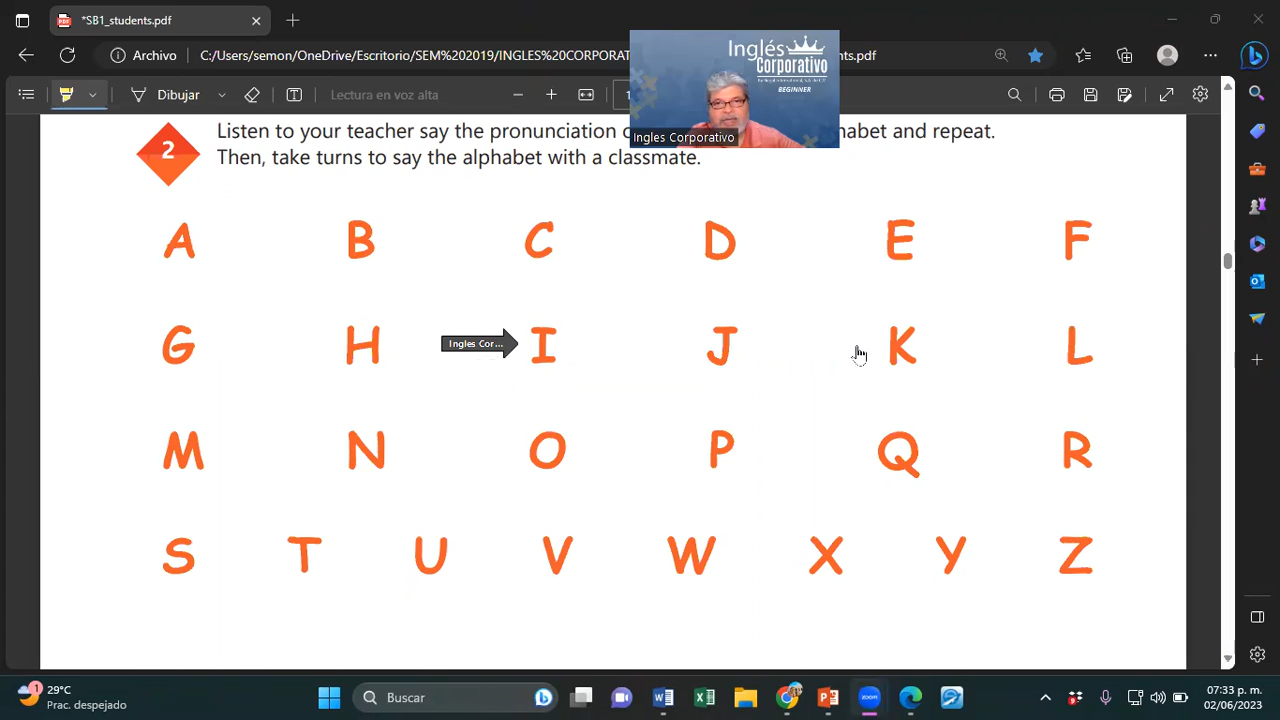 *SB1_students.pdf
Archivo
C:/Users/semon/OneDrive/Escritorio/SEM%202019/INGLES%20CORPORAT
ents.pdf
Dibujar
Lectura en voz alta
Inglés
Corporativo
BEGINNER
Ingles Corporativo
2
Listen to your teacher say the pronunciation
and repeat.
Then, take turns to say the alphabet with a classmate.
A B C D E F
G H Ingles Cor... I J K L
M N O P Q R
S T U V W X Y Z
1
29°C
Prac. despejado
Buscar
07:33 p. m.
02/06/2023